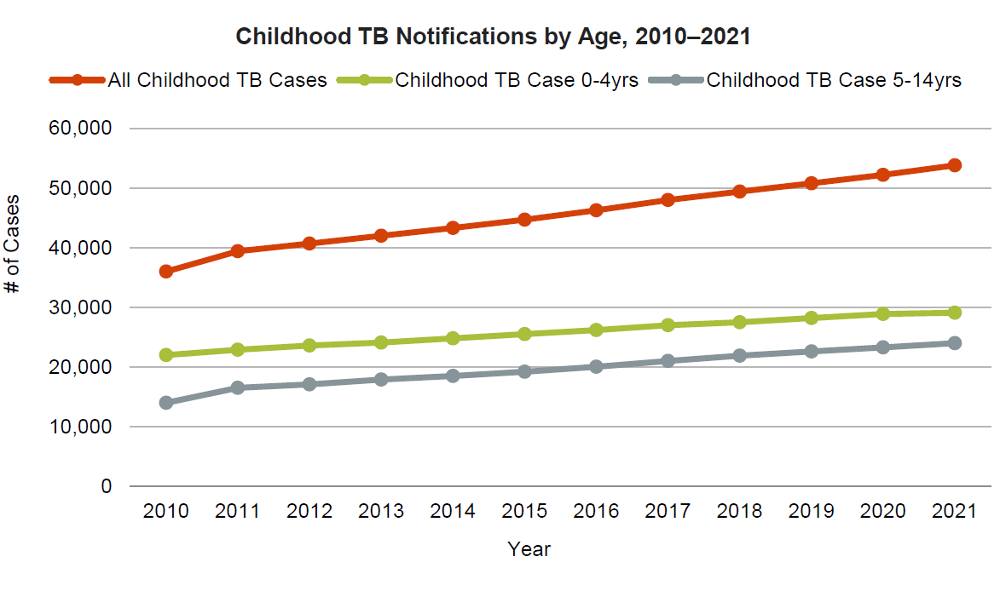 Childhood TB Notifications by Age, 2010–2021
All Childhood TB Cases Childhood TB Case 0-4yrs Childhood TB Case 5-14yrs
# of Cases
60,000
50,000
40,000
30,000
20,000
10,000
0
2010 2011 2012 2013 2014 2015 2016 2017 2018 2019 2020 2021
Year